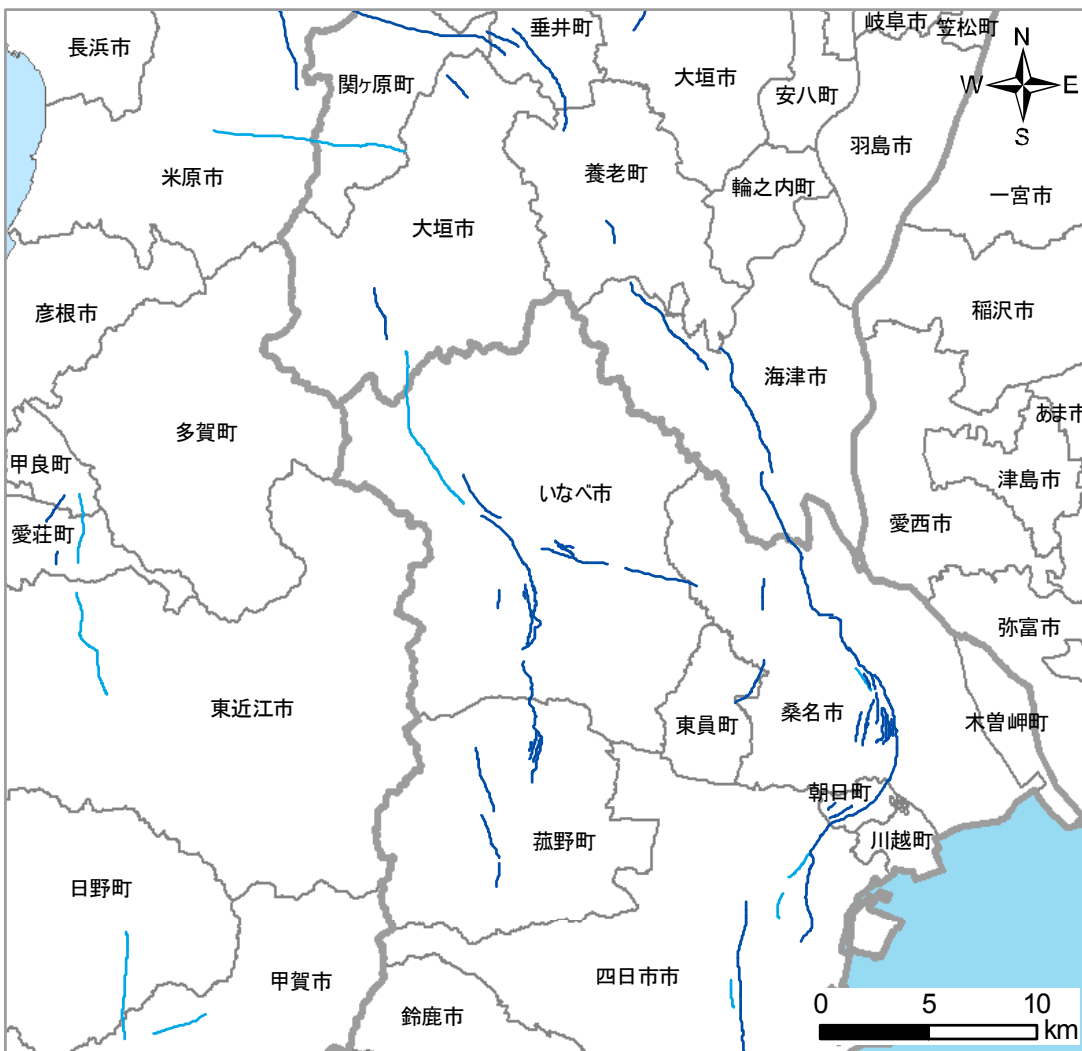 岐阜市
笠松町
垂井町
長浜市
N
大垣市
関ヶ原町
W
E
安八町
S
羽島市
米原市
養老町
輪之内町
一宮市
大垣市
彦根市
稲沢市
海津市
あま市
多賀町
甲良町
津島市
いなべ市
愛荘町
愛西市
弥富市
東近江市
桑名市
東員町
木曽岬町
朝日町
菰野町
川越町
日野町
四日市市
甲賀市
鈴鹿市
0 5 10
km